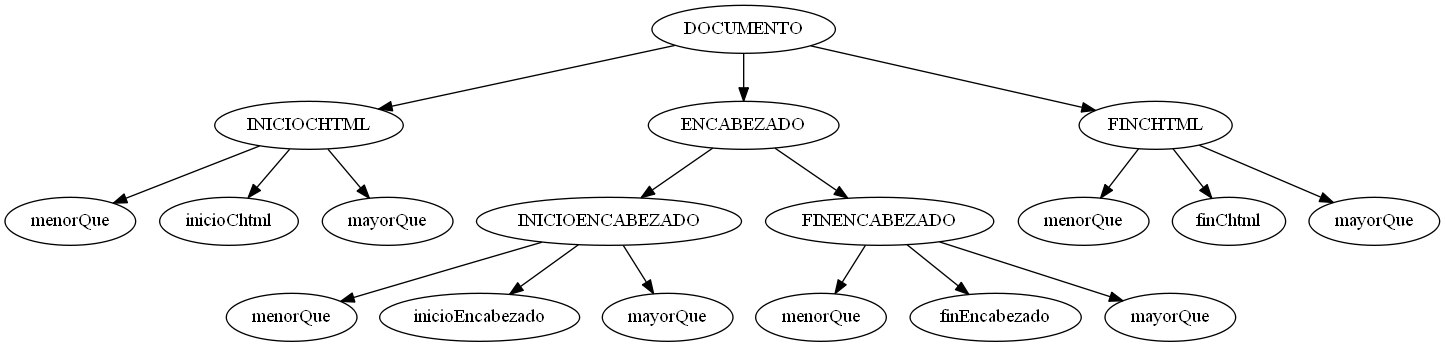 DOCUMENTO
INICIOCHTML
ENCABEZADO
FINCHTML
menorQue
inicioChtml
mayorQue
INICIOENCABEZADO
FINENCABEZADO
menorQue
finChtml
mayorQue
menorQue
inicioEncabezado
mayorQue
menorQue
finEncabezado
mayorQue